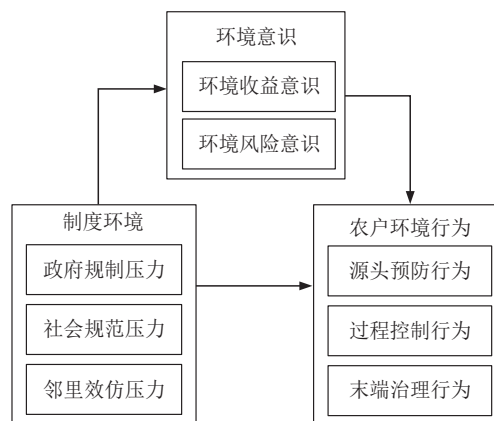 环境意识
环境收益意识
环境风险意识
制度环境
政府规制压力
社会规范压力
邻里效仿压力
农户环境行为
源头预防行为
过程控制行为
末端治理行为